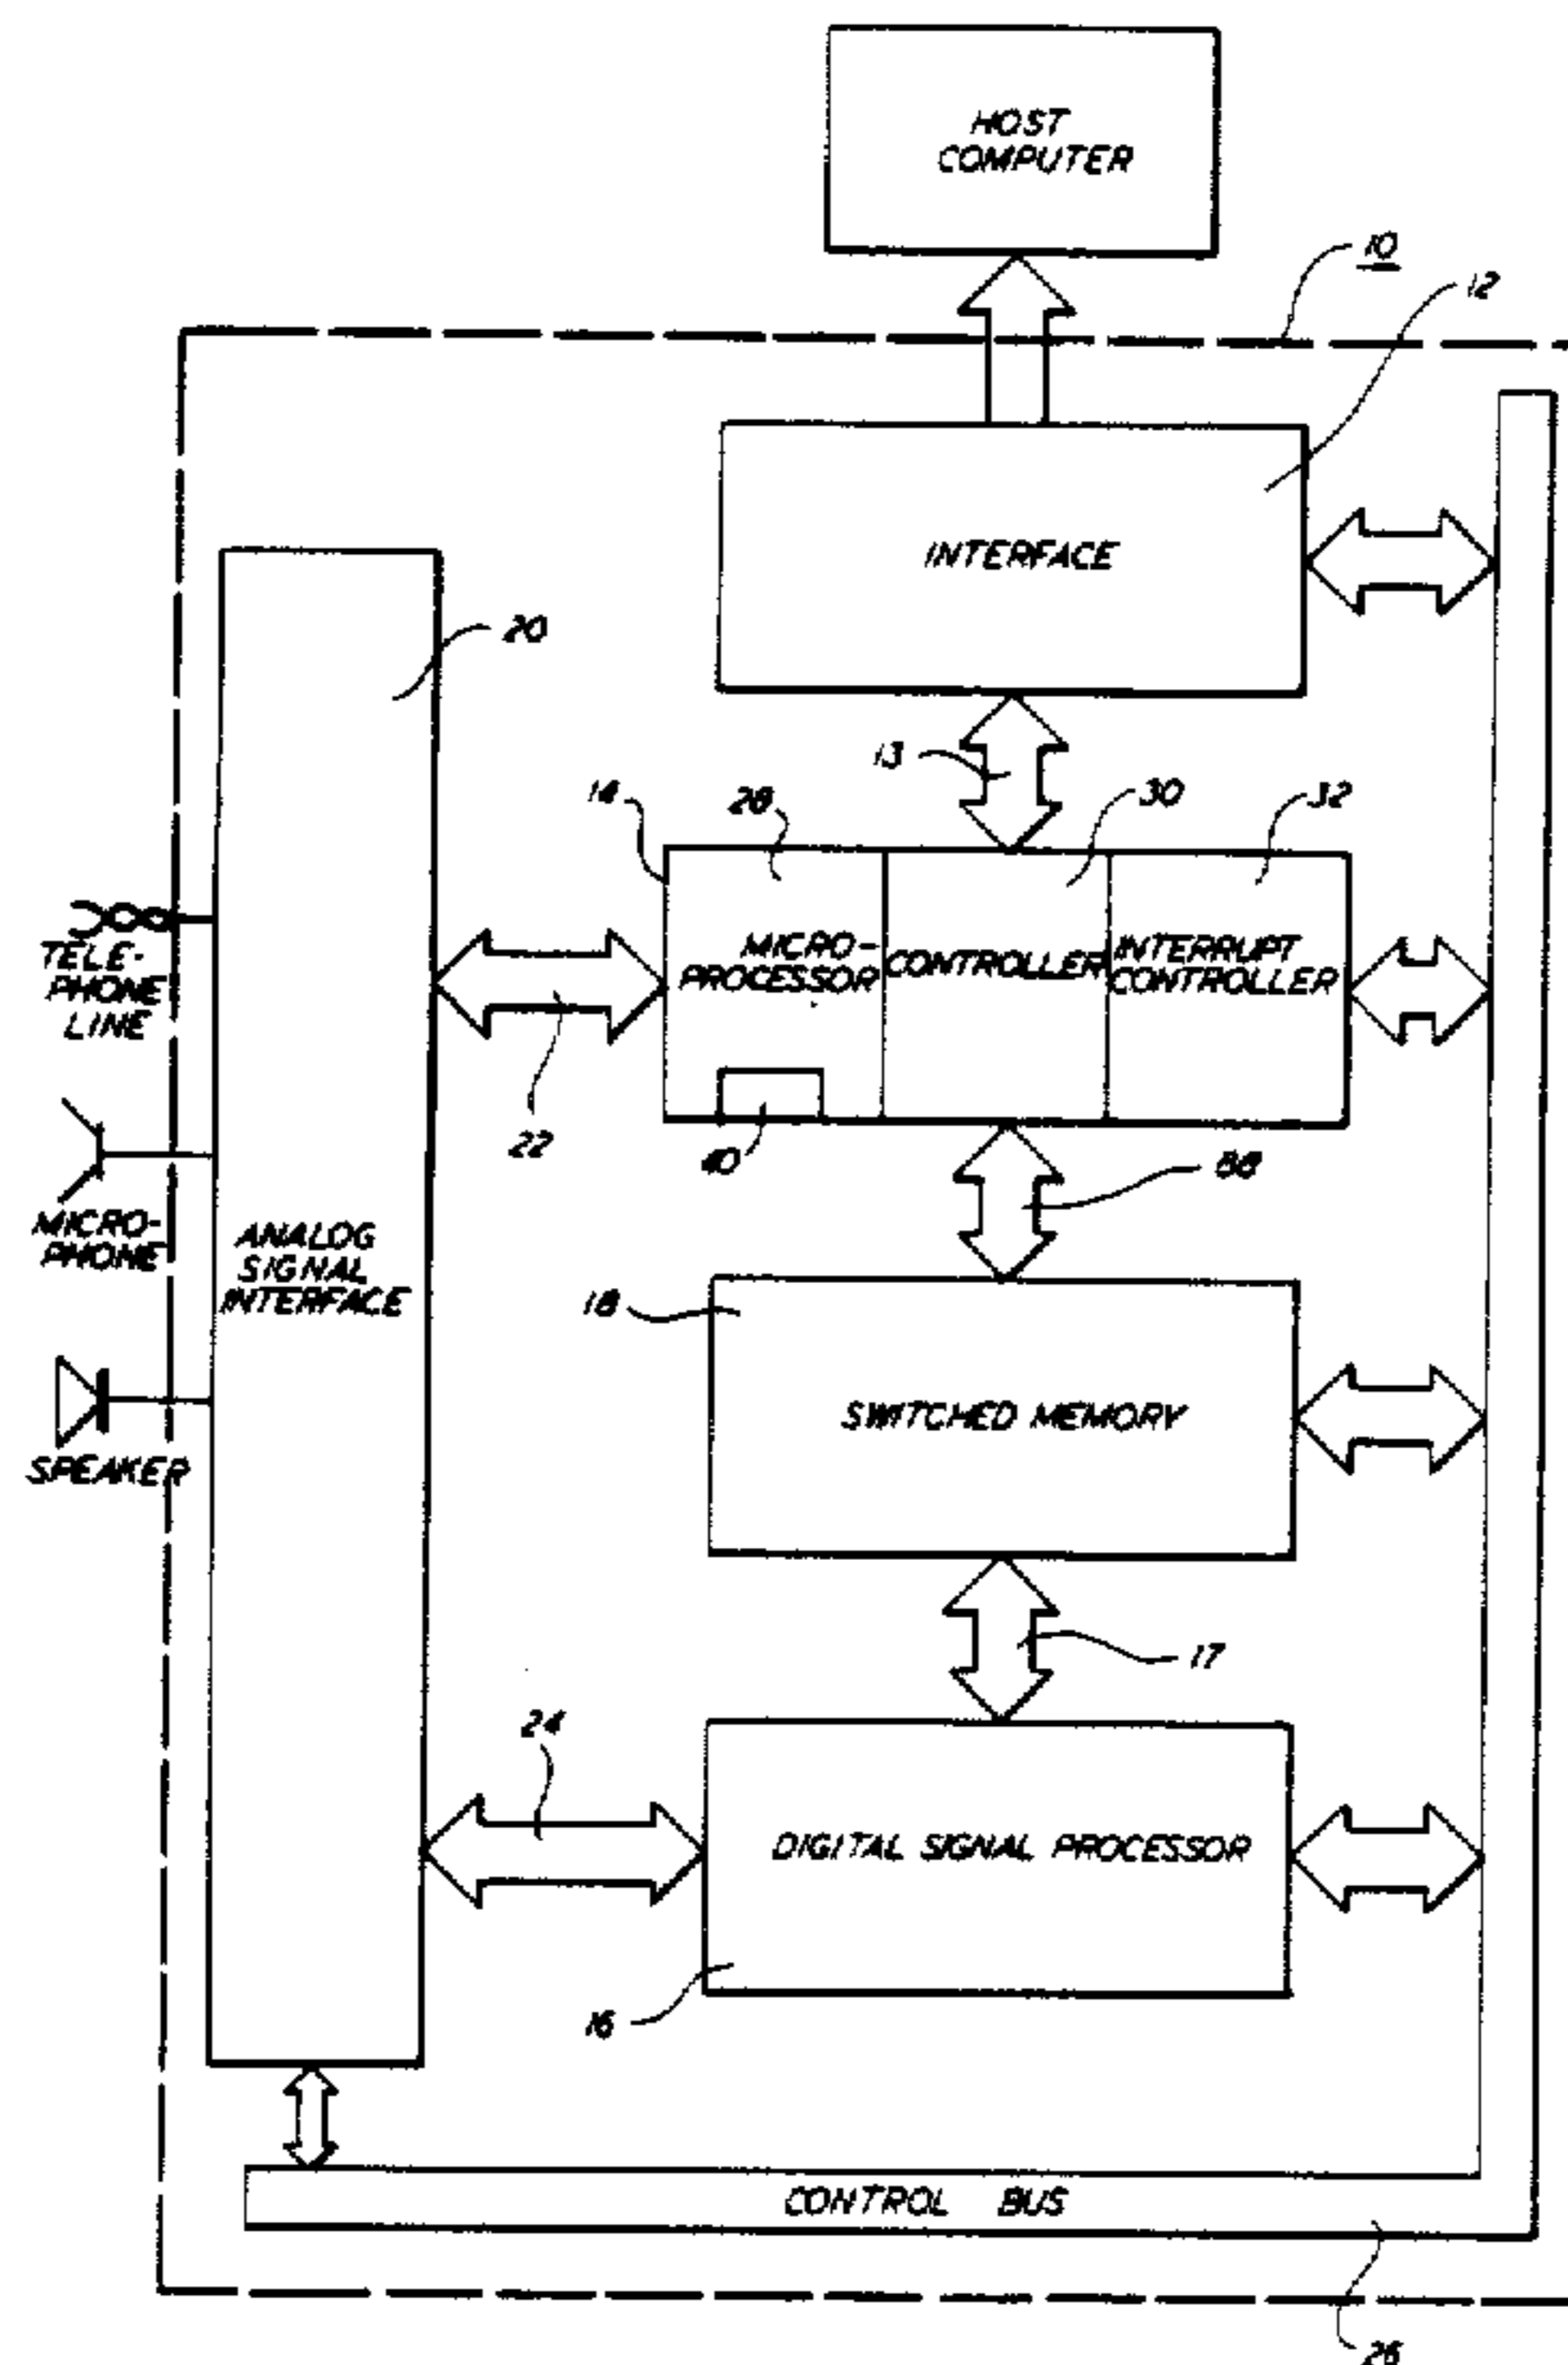 HOST
COMPUTER
10
12
INTERFACE
20
13
14
28
30
32
MICRO-
PROCESSOR
CONTROLLER
INTERRUPT
CONTROLLER
TELE-
PHONE
LINE
22
40
88
MICRO-
PHONE
ANALOG
SIGNAL
INTERFACE
18
SWITCHED MEMORY
SPEAKER
17
24
DIGITAL SIGNAL PROCESSOR
16
CONTROL BUS
26